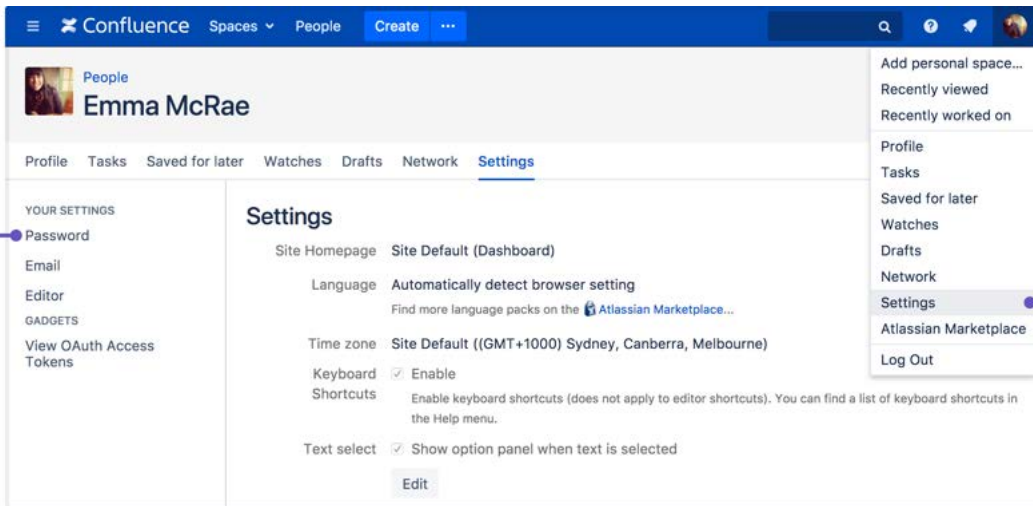 Confluence Spaces People Create ...
People
Emma McRae
Profile Tasks Saved for later Watches Drafts Network Settings
YOUR SETTINGS
Password
Email
Editor
GADGETS
View OAuth Access
Tokens
Settings
Site Homepage Site Default (Dashboard)
Language Automatically detect browser setting
Find more language packs on the Atlassian Marketplace...
Time zone Site Default ((GMT+1000) Sydney, Canberra, Melbourne)
Keyboard Enable
Shortcuts Enable keyboard shortcuts (does not apply to editor shortcuts). You can find a list of keyboard shortcuts in
the Help menu.
Text select Show option panel when text is selected
Edit
Add personal space...
Recently viewed
Recently worked on
Profile
Tasks
Saved for later
Watches
Drafts
Network
Settings
Atlassian Marketplace
Log Out